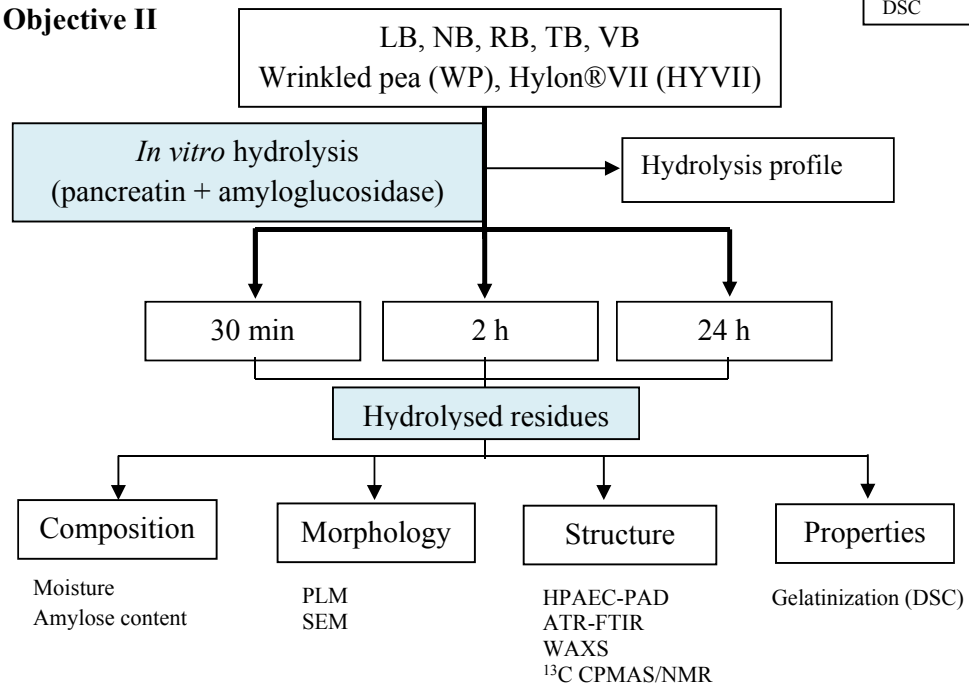 Objective II
DSC
LB, NB, RB, TB, VB
Wrinkled pea (WP), Hylon®VII (HYVII)
In vitro hydrolysis
(pancreatin + amyloglucosidase)
Hydrolysis profile
30 min
2 h
24 h
Hydrolysed residues
Composition
Morphology
Structure
Properties
Moisture
Amylose content
PLM
SEM
HPAEC-PAD
ATR-FTIR
WAXS
¹³C CPMAS/NMR
Gelatinization (DSC)